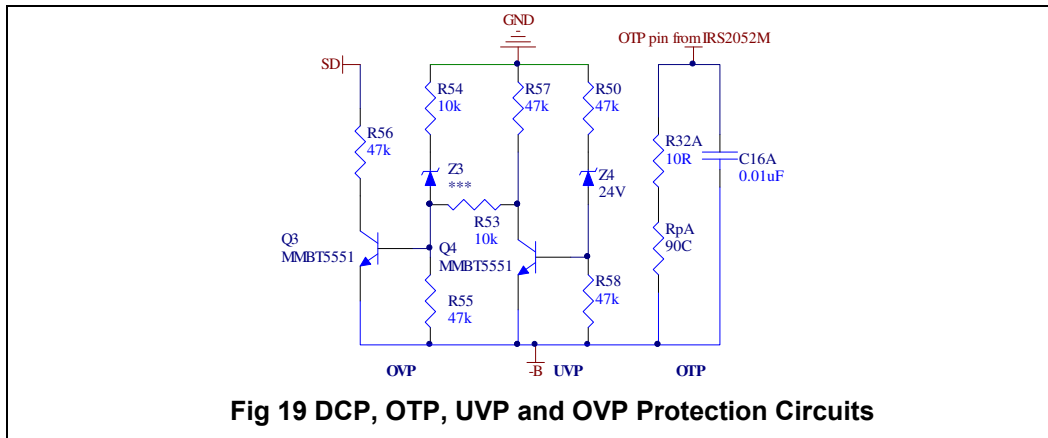 GND
OTP pin from IRS2052M
SD
R54
10k
R57
47k
R50
47k
R56
47k
R32A
10R
C16A
0.01uF
Z3
***
Z4
24V
R53
10k
RpA
90C
Q3
MMBT5551
Q4
MMBT5551
R55
47k
R58
47k
OVP
-B
UVP
OTP
Fig 19 DCP, OTP, UVP and OVP Protection Circuits